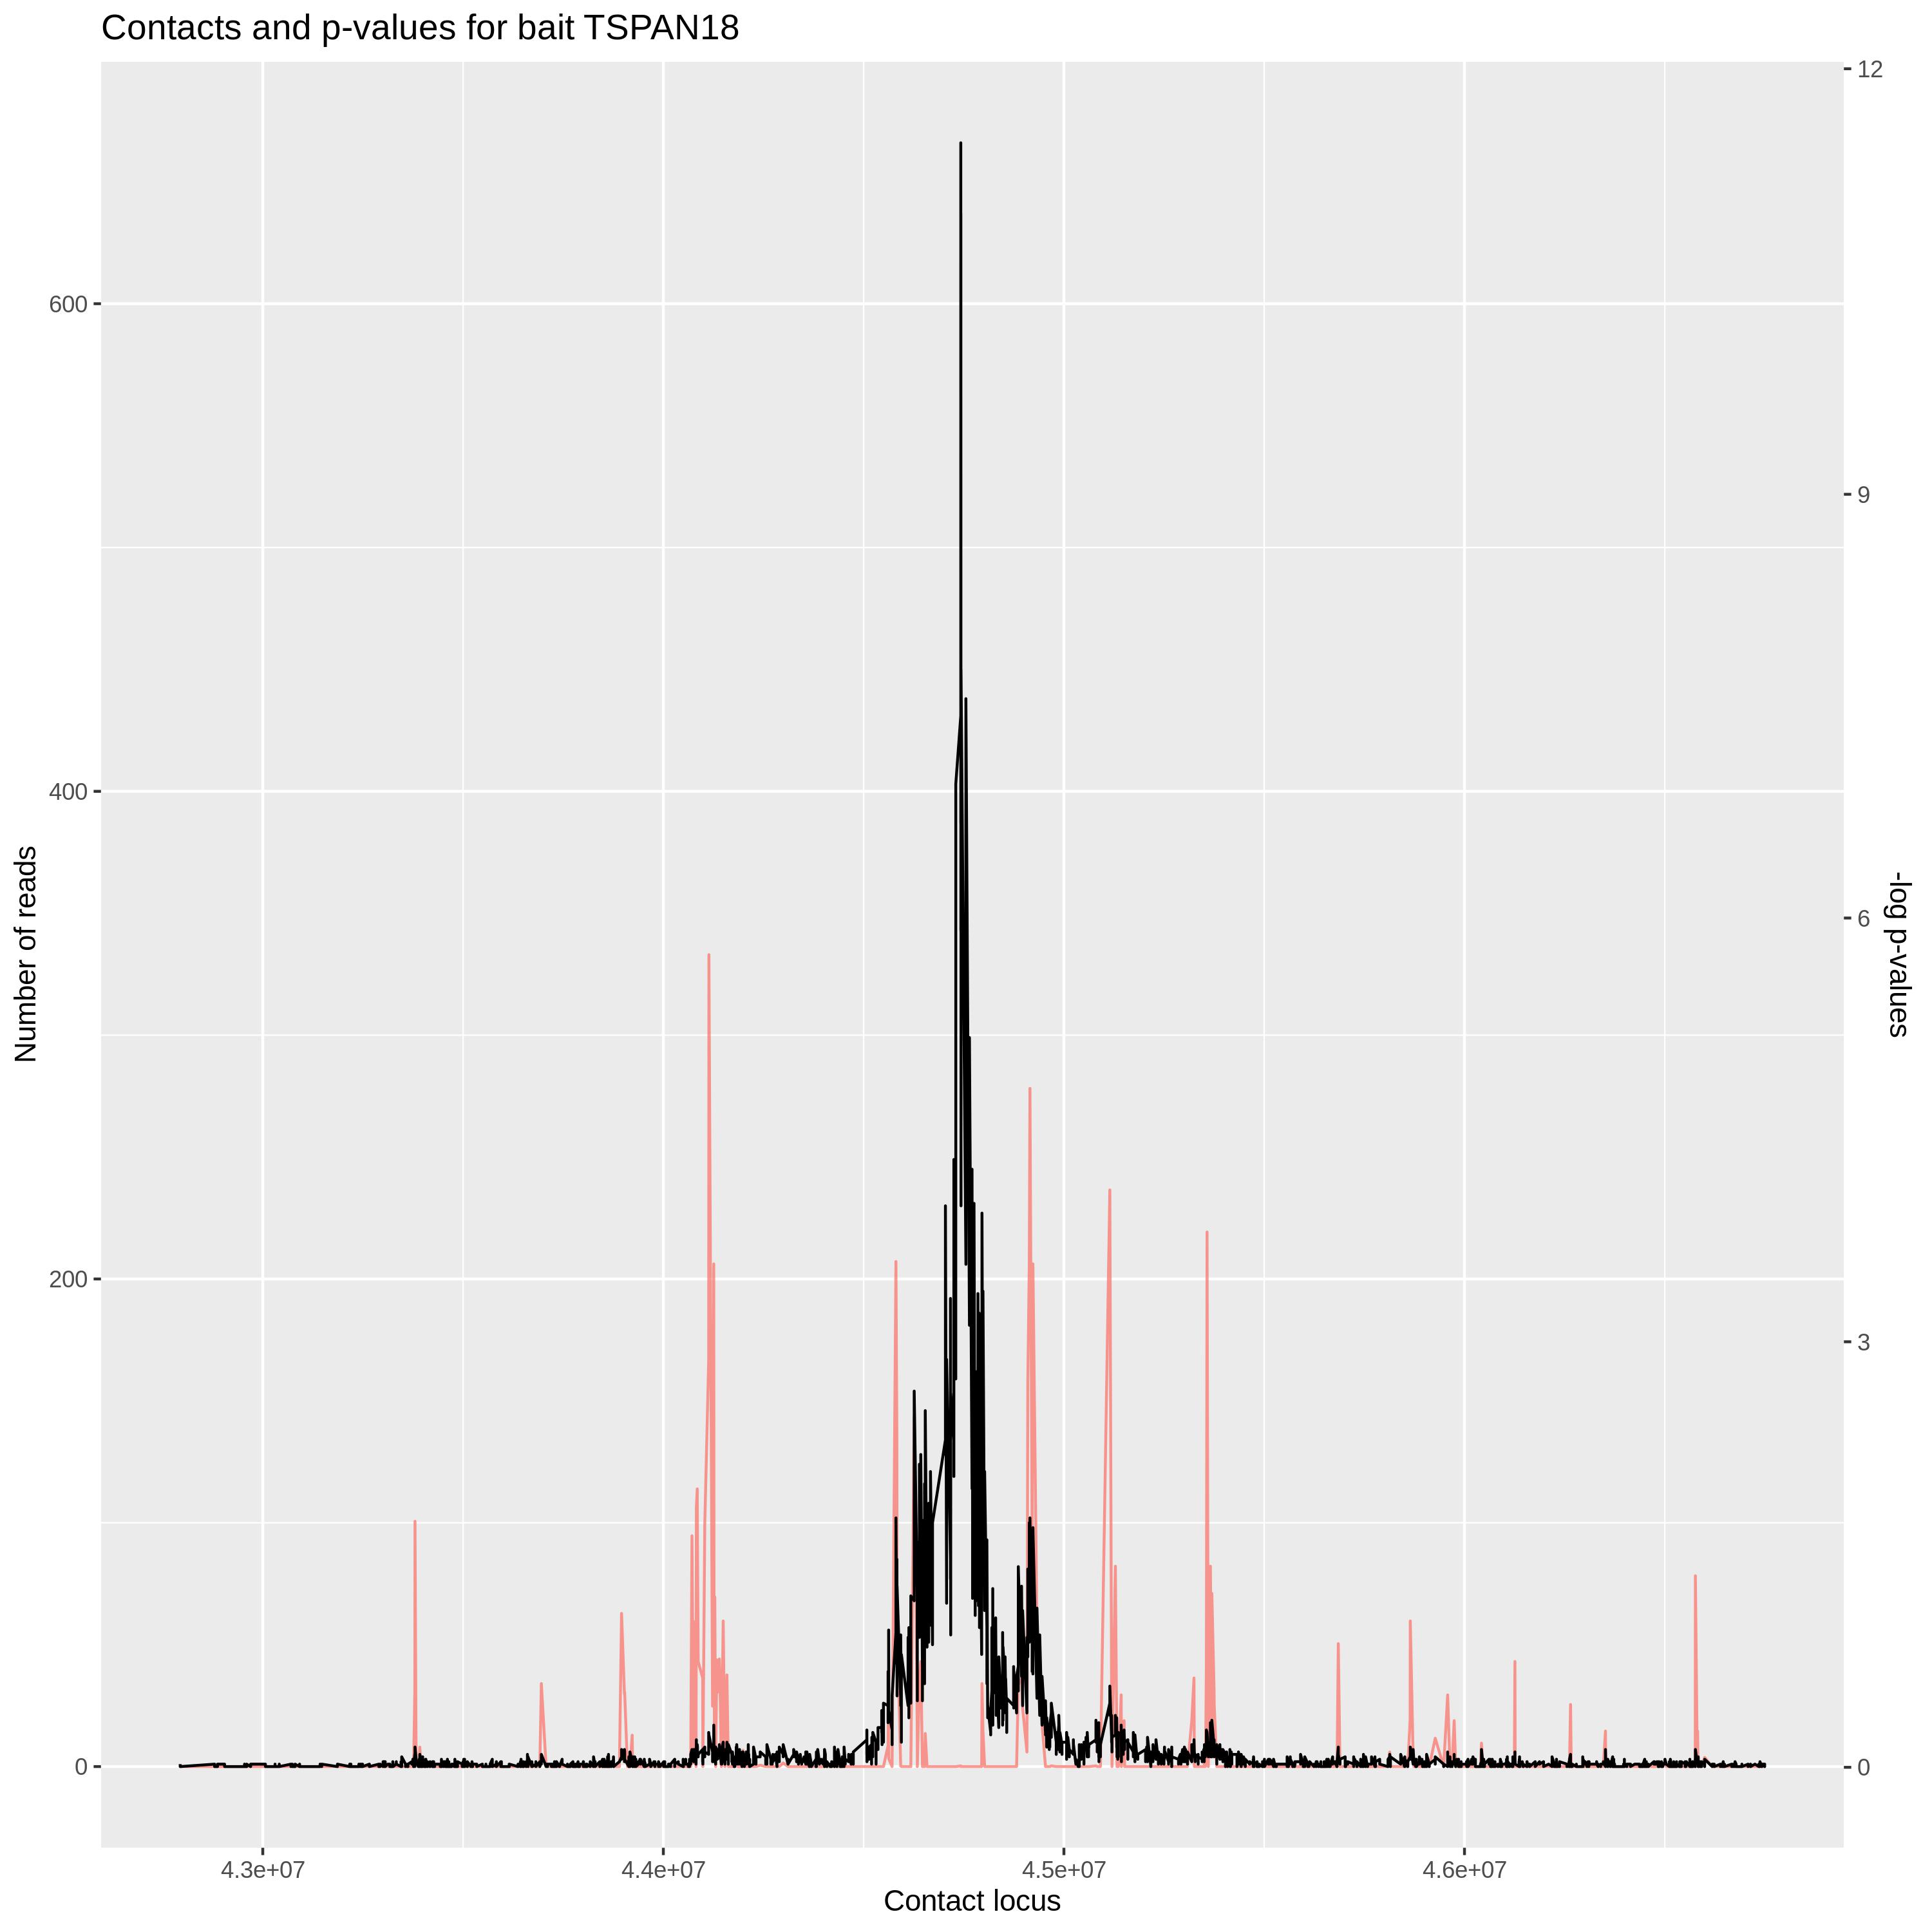 Contacts and p-values for bait TSPAN18
12
600
9
400
6
Number of reads
-log p-values
200
3
0
0
4.3e+07
4.4e+07
4.5e+07
4.6e+07
Contact locus